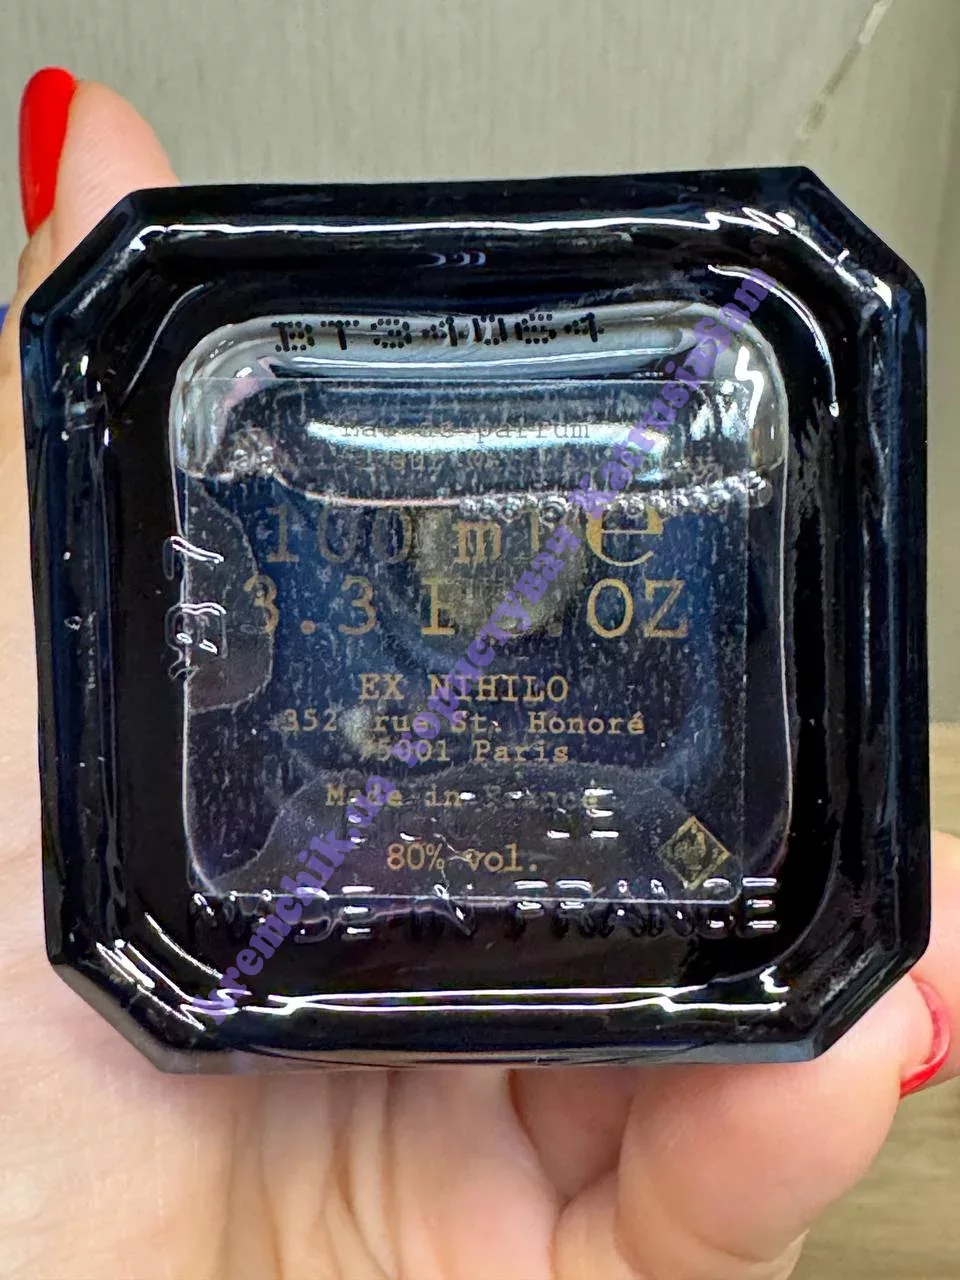 BT34064
Eau de parfum
100 ml e
3.3 Fl. OZ
EX NIHILO
352 rue St. Honoré
75001 Paris
Made in France
80% vol.
MADE IN FRANCE